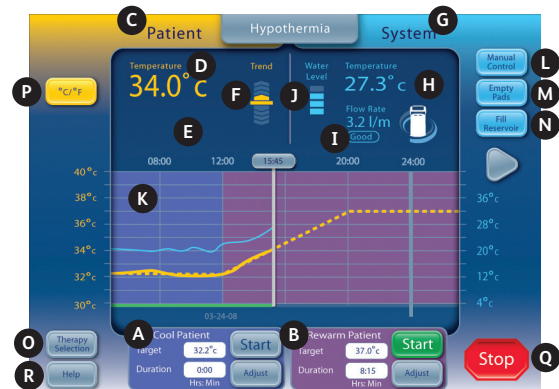 C
Patient
Hypothermia
System
G
Temperature
D
34.0°c
Trend
F
Water
Level
J
Temperature
27.3°c
H
Flow Rate
3.2 l/m
Good
I
E
Manual
Control
L
Empty
Pads
M
Fill
Reservoir
N
P
°C/°F
08:00
12:00
15:45
20:00
24:00
K
40°c
38°c
36°c
34°c
32°c
30°c
36°c
28°c
20°c
12°c
4°c
03-24-08
A
Cool Patient
Target
32.2°c
Duration
0:00
Hrs: Min
Start
Adjust
B
Rewarm Patient
Target
37.0°c
Duration
8:15
Hrs: Min
Start
Adjust
O
Therapy
Selection
R
Help
Stop
Q